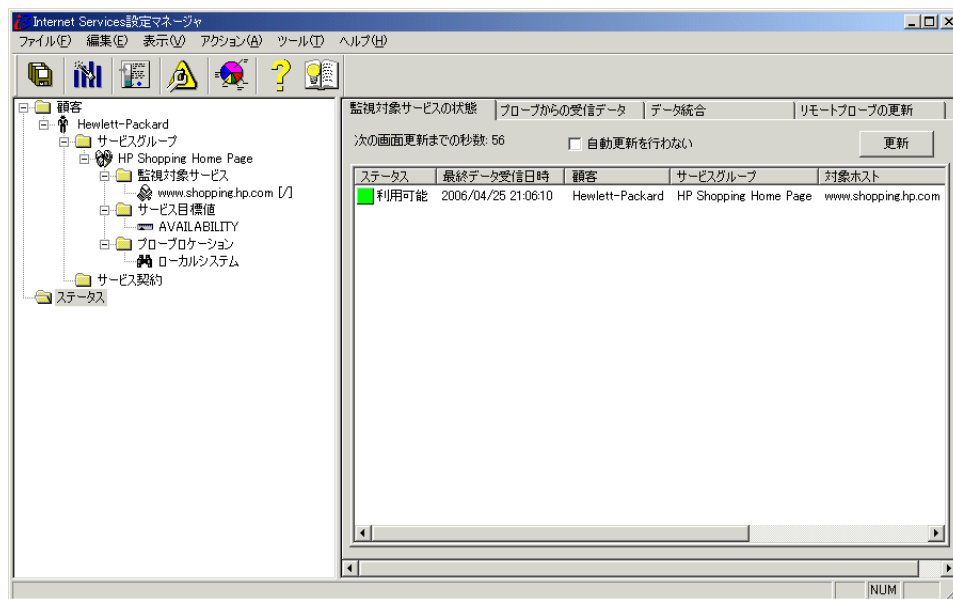 Internet Services設定マネージャ
ファイル(F) 編集(E) 表示(V) アクション(A) ツール(T) ヘルプ(H)
顧客
Hewlett-Packard
サービスグループ
HP Shopping Home Page
監視対象サービス
www.shopping.hp.com [/]
サービス目標値
AVAILABILITY
プローブロケーション
ローカルシステム
サービス契約
ステータス
監視対象サービスの状態 プローブからの受信データ データ統合 リモートプローブの更新
次の画面更新までの秒数: 56 自動更新を行わない 更新
ステータス 最終データ受信日時 顧客 サービスグループ 対象ホスト
利用可能 2006/04/25 21:06:10 Hewlett-Packard HP Shopping Home Page www.shopping.hp.com
NUM